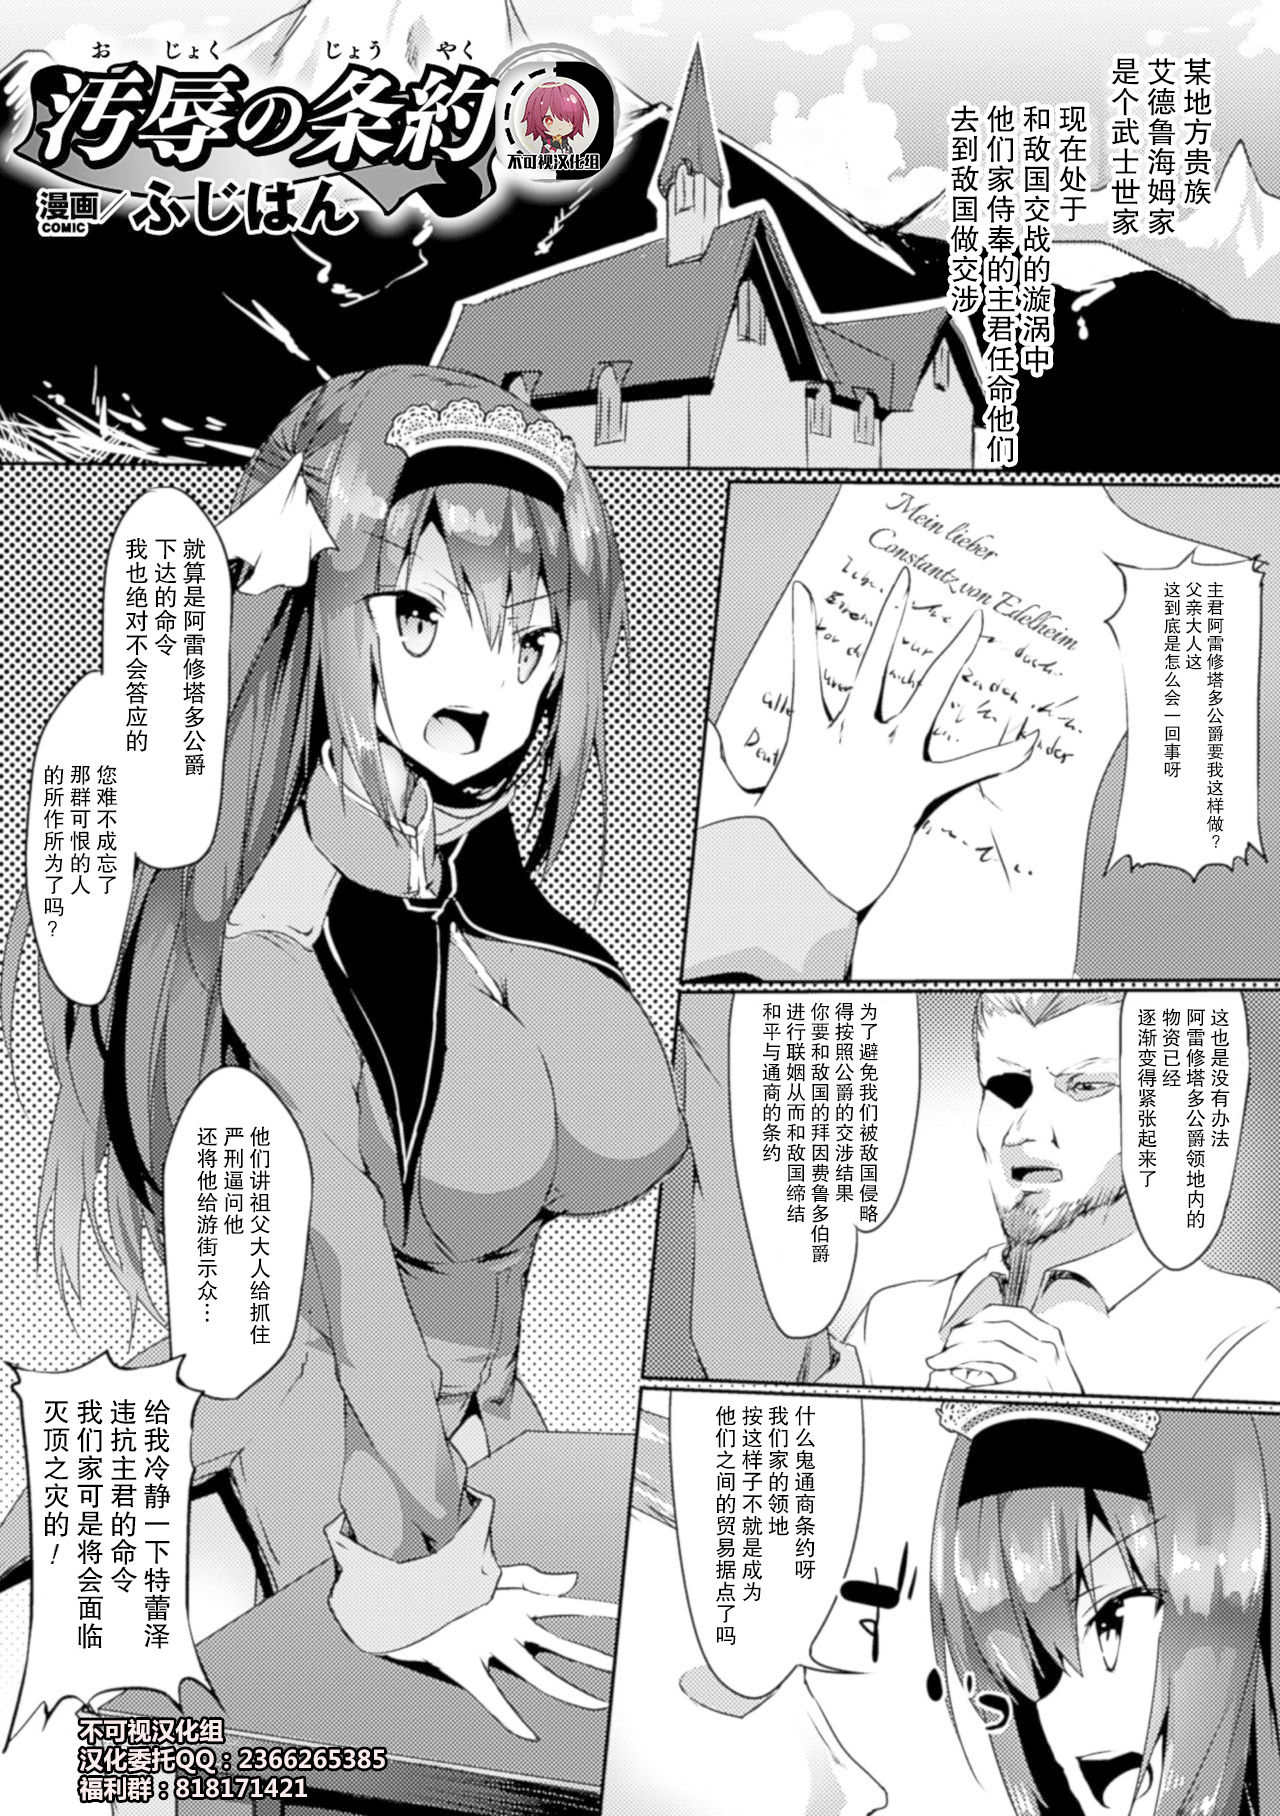 お じょく じょう やく
汚辱の条約
漫画
COMIC
ふじはん
不可视汉化组
某地方贵族
艾德鲁海姆家
是个武士世家
现在处于
和敌国交战的漩涡中
他们家侍奉的主君任命他们
去到敌国做交涉
Mein lieber
Constantz von Edelheim
主君阿雷修塔多公爵要我这样做?
父亲大人这
这到底是怎么会一回事呀
就算是阿雷修塔多公爵
下达的命令
我也绝对不会答应的
您难不成忘了
那群可恨的人
的所作所为了吗?
这也是没有办法
阿雷修塔多公爵领地内的
物资已经
逐渐变得紧张起来了
为了避免我们被敌国侵略
得按照公爵的交涉结果
你要和敌国的拜因费鲁多伯爵
进行联姻从而和敌国缔结
和平与通商的条约
他们讲祖父大人给抓住
严刑逼问他
还将他给游街示众…
什么鬼通商条约呀
我们家的领地
按这样子不就是成为
他们之间的贸易据点了吗
给我冷静一下特蕾泽
违抗主君的命令
我们家可是将会面临
灭顶之灾的!
不可视汉化组
汉化委托QQ:2366265385
福利群:818171421